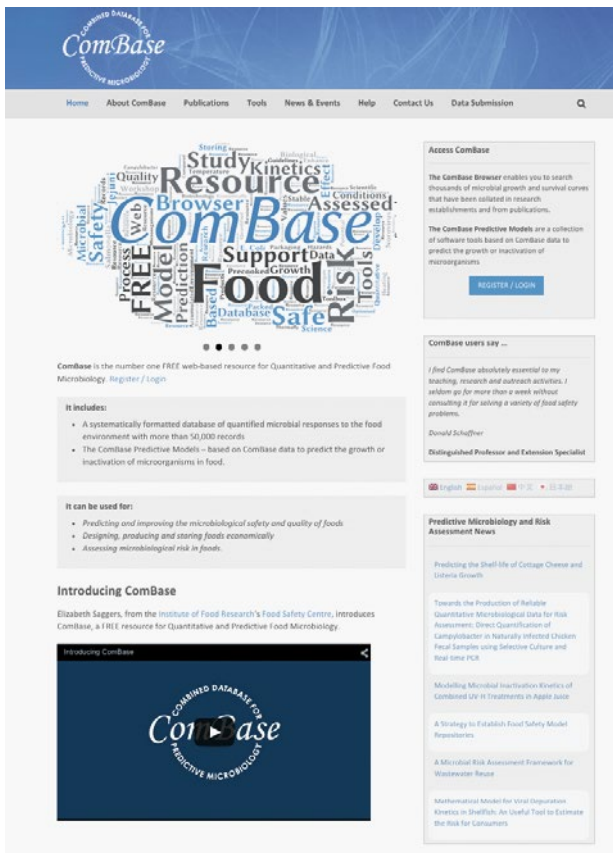 COMBINED DATABASE FOR
ComBase
PREDICTIVE MICROBIOLOGY
Home About ComBase Publications Tools News & Events Help Contact Us Data Submission
Storing
Study
Kinetics
Quality
Resource
Effect
Workshop
Scientific
Conditions
Browser
Assessed
Microbial
Safety
ComBase
Web
FREE
Process
Model
Prediction
Support
Data
Precooked
Growth
Food
Risk
Tools
Based
Database
Safe
Science
ComBase is the number one FREE web-based resource for Quantitative and Predictive Food
Microbiology. Register / Login
It includes:
• A systematically formatted database of quantified microbial responses to the food
environment with more than 50,000 records
• The ComBase Predictive Models – based on ComBase data to predict the growth or
inactivation of microorganisms in food.
It can be used for:
• Predicting and improving the microbiological safety and quality of foods
• Designing, producing and storing foods economically
• Assessing microbiological risk in foods.
Introducing ComBase
Elizabeth Saggers, from the Institute of Food Research's Food Safety Centre, introduces
ComBase, a FREE resource for Quantitative and Predictive Food Microbiology.
Introducing ComBase
COMBINED DATABASE FOR
ComBase
PREDICTIVE MICROBIOLOGY
Access ComBase
The ComBase Browser enables you to search
thousands of microbial growth and survival curves
that have been collated in research
establishments and from publications.
The ComBase Predictive Models are a collection
of software tools based on ComBase data to
predict the growth or inactivation of
microorganisms
REGISTER / LOGIN
ComBase users say ...
I find ComBase absolutely essential to my
teaching, research and outreach activities. I
seldom go for more than a week without
consulting it for solving a variety of food safety
problems.
Donald Schaffner
Distinguished Professor and Extension Specialist
English Español 中文 日本語
Predictive Microbiology and Risk
Assessment News
Predicting the Shelf-life of Cottage Cheese and
Listeria Growth
Towards the Production of Reliable
Quantitative Microbiological Data for Risk
Assessment: Direct Quantification of
Campylobacter in Naturally Infected Chicken
Fecal Samples using Selective Culture and
Real-time PCR
Modelling Microbial Inactivation Kinetics of
Combined UV-H Treatments in Apple Juice
A Strategy to Establish Food Safety Model
Repositories
A Microbial Risk Assessment Framework for
Wastewater Reuse
Mathematical Model for Viral Depuration
Kinetics in Shellfish: An Useful Tool to Estimate
the Risk for Consumers